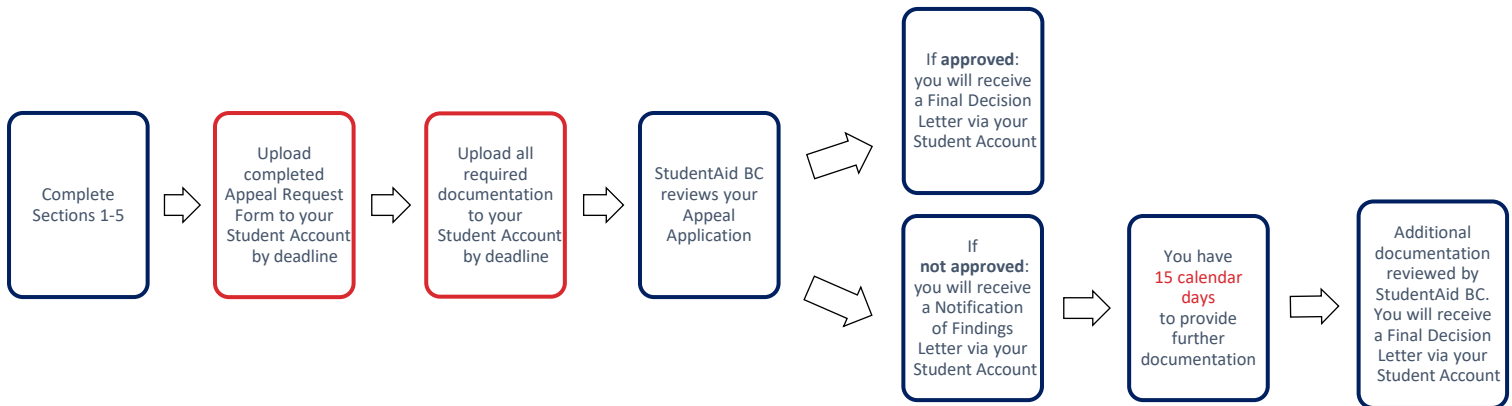 Complete
Sections 1-5
Upload
completed
Appeal Request
Form to your
Student Account
by deadline
Upload all
required
documentation
to your
Student Account
by deadline
StudentAid BC
reviews your
Appeal
Application
If approved:
you will receive
a Final Decision
Letter via your
Student Account
If
not approved:
you will receive
a Notification
of Findings
Letter via your
Student Account
You have
15 calendar
days
to provide
further
documentation
Additional
documentation
reviewed by
StudentAid BC.
You will receive
a Final Decision
Letter via your
Student Account